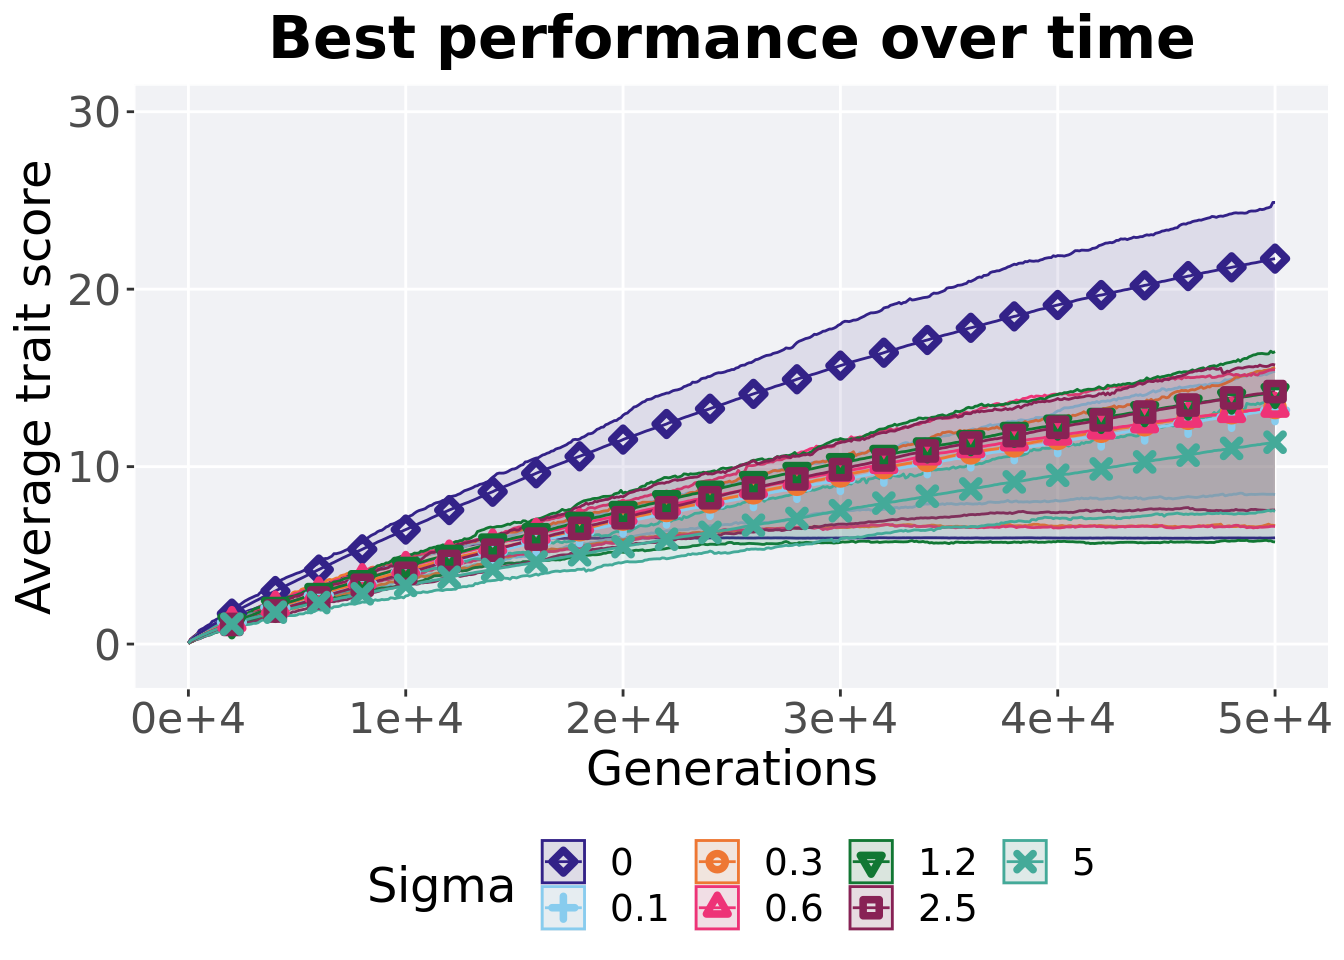 Best performance over time
Average trait score
30
20
10
0
0e+4 1e+4 2e+4 3e+4 4e+4 5e+4
Generations
Sigma
0 0.3 1.2 5
0.1 0.6 2.5